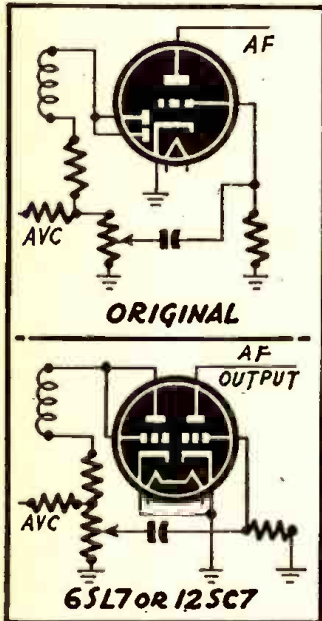 AF
AVC
ORIGINAL
AF
OUTPUT
AVC
6SL7 OR 12SC7